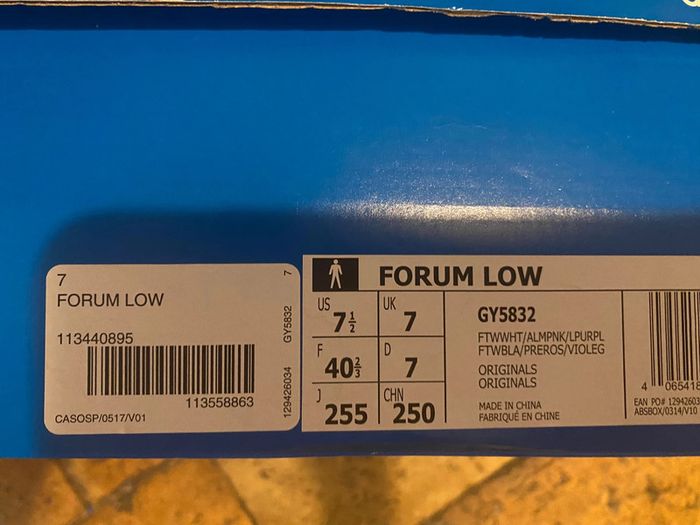 7
FORUM LOW
113440895
113558863
CASOSP/0517/V01
7
GY5832
129426034
FORUM LOW
US
7½
UK
7
F
40⅔
D
7
J
255
CHN
250
GY5832
FTWWHT/ALMPNK/LPURPL
FTWBLA/PREROS/VIOLEG
ORIGINALS
ORIGINALS
MADE IN CHINA
FABRIQUÉ EN CHINE
4 065418
EAN PO# 12942603
ABSBOX/0314/V10